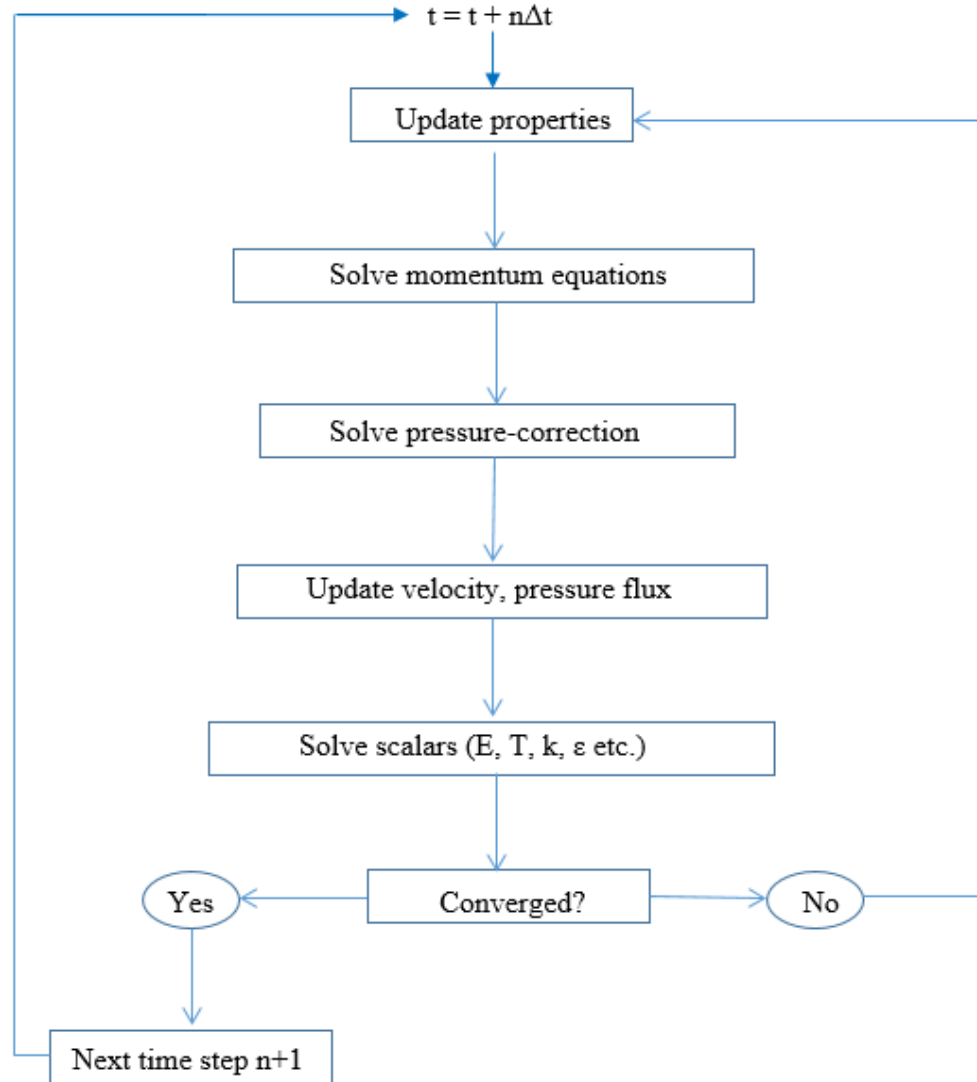 t = t + nΔt
Update properties
Solve momentum equations
Solve pressure-correction
Update velocity, pressure flux
Solve scalars (E, T, k, ε etc.)
Yes
Converged?
No
Next time step n+1